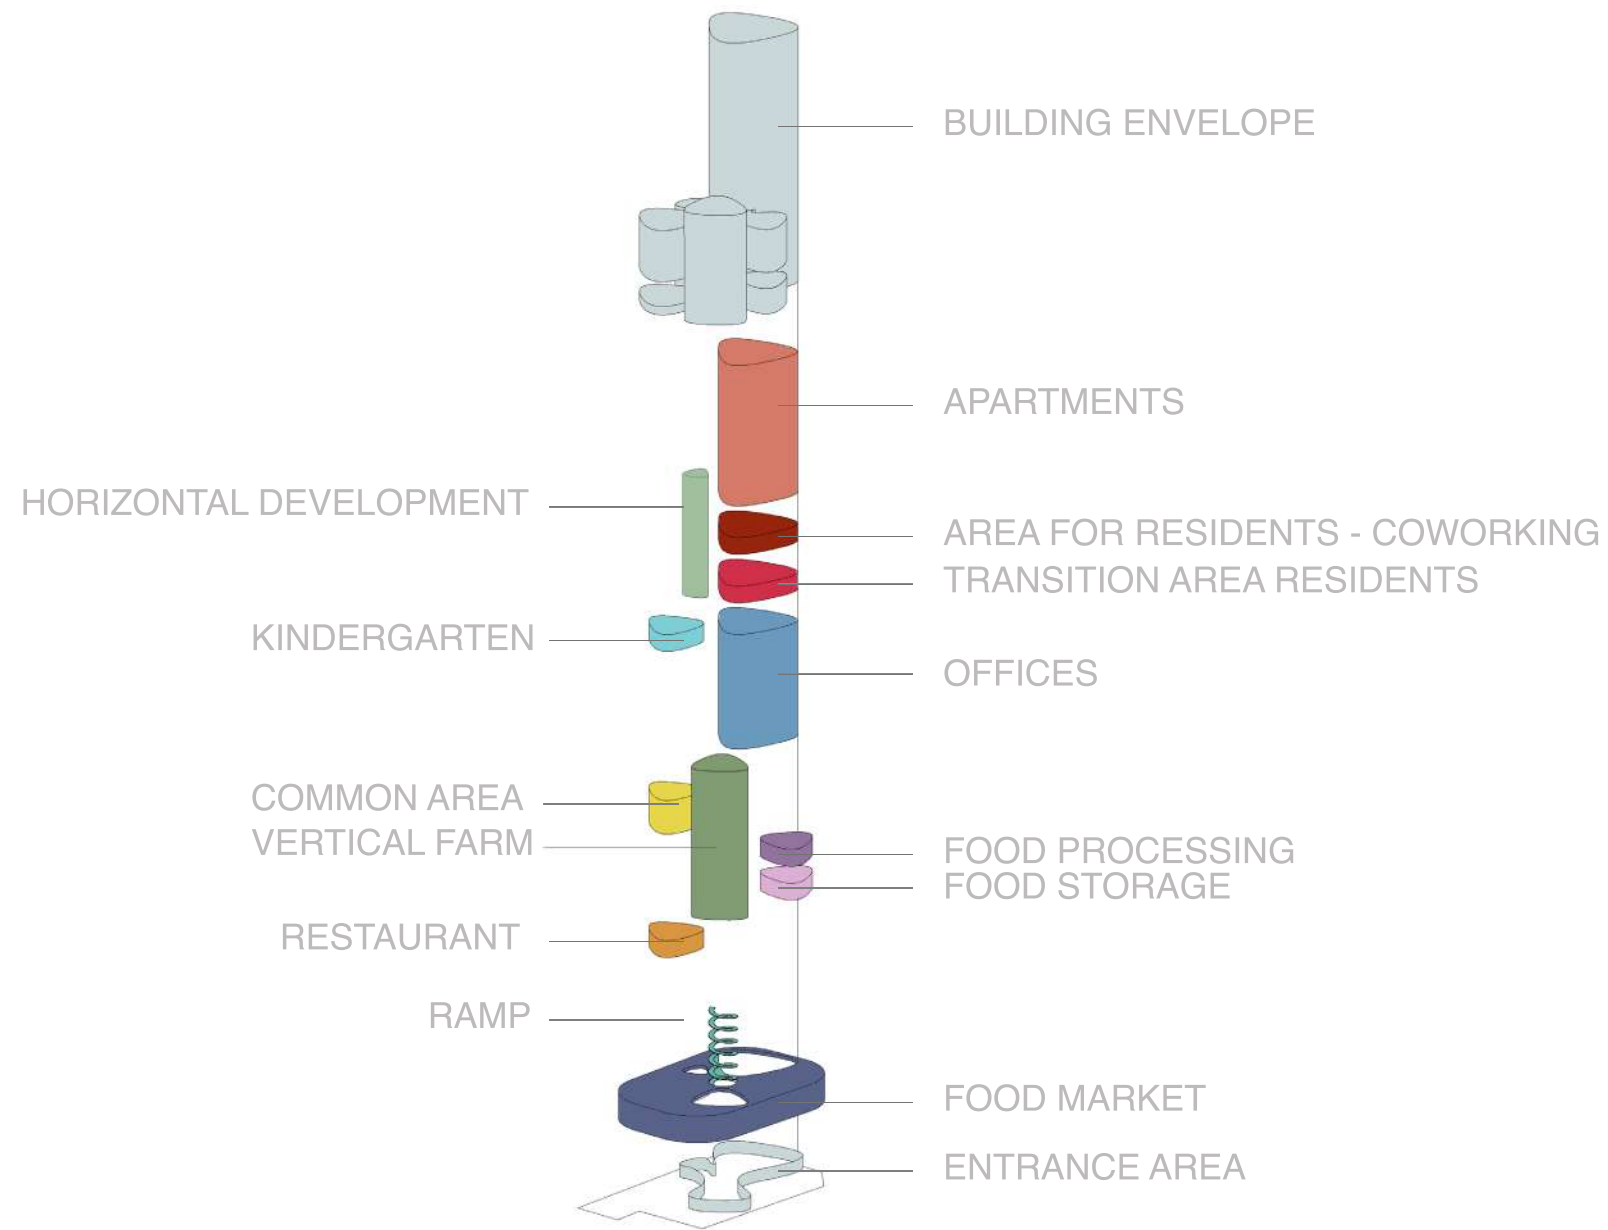 BUILDING ENVELOPE
APARTMENTS
HORIZONTAL DEVELOPMENT
AREA FOR RESIDENTS - COWORKING
TRANSITION AREA RESIDENTS
KINDERGARTEN
OFFICES
COMMON AREA
VERTICAL FARM
FOOD PROCESSING
FOOD STORAGE
RESTAURANT
RAMP
FOOD MARKET
ENTRANCE AREA